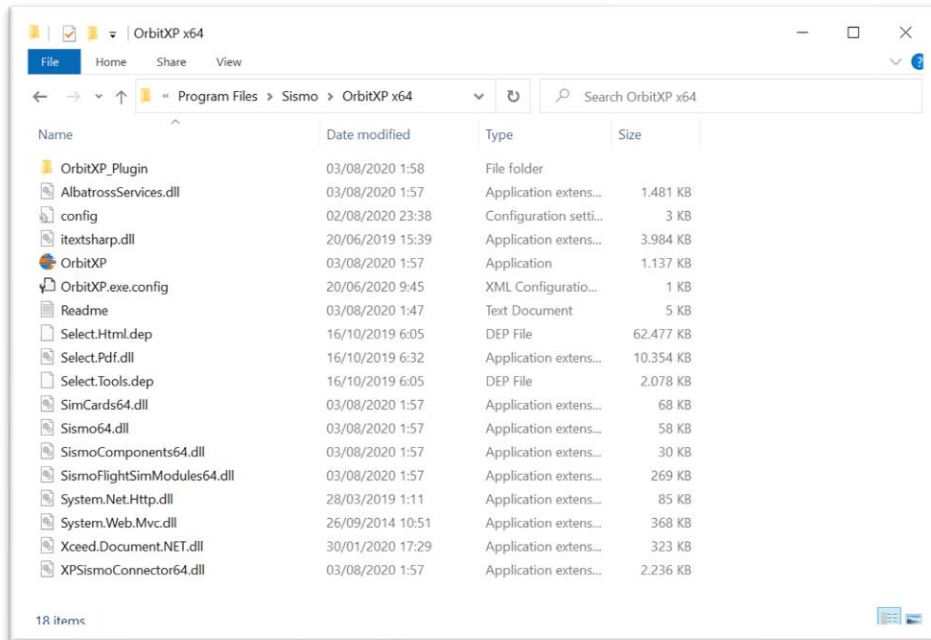 OrbitXP x64
File Home Share View
« Program Files > Sismo > OrbitXP x64 Search OrbitXP x64
Name Date modified Type Size
OrbitXP_Plugin 03/08/2020 1:58 File folder
AlbatrossServices.dll 03/08/2020 1:57 Application extens... 1.481 KB
config 02/08/2020 23:38 Configuration setti... 3 KB
itextsharp.dll 20/06/2019 15:39 Application extens... 3.984 KB
OrbitXP 03/08/2020 1:57 Application 1.137 KB
OrbitXP.exe.config 20/06/2020 9:45 XML Configuratio... 1 KB
Readme 03/08/2020 1:47 Text Document 5 KB
Select.Html.dep 16/10/2019 6:05 DEP File 62.477 KB
Select.Pdf.dll 16/10/2019 6:32 Application extens... 10.354 KB
Select.Tools.dep 16/10/2019 6:05 DEP File 2.078 KB
SimCards64.dll 03/08/2020 1:57 Application extens... 68 KB
Sismo64.dll 03/08/2020 1:57 Application extens... 58 KB
SismoComponents64.dll 03/08/2020 1:57 Application extens... 30 KB
SismoFlightSimModules64.dll 03/08/2020 1:57 Application extens... 269 KB
System.Net.Http.dll 28/03/2019 1:11 Application extens... 85 KB
System.Web.Mvc.dll 26/09/2014 10:51 Application extens... 368 KB
Xceed.Document.NET.dll 30/01/2020 17:29 Application extens... 323 KB
XPSismoConnector64.dll 03/08/2020 1:57 Application extens... 2.236 KB
18 items